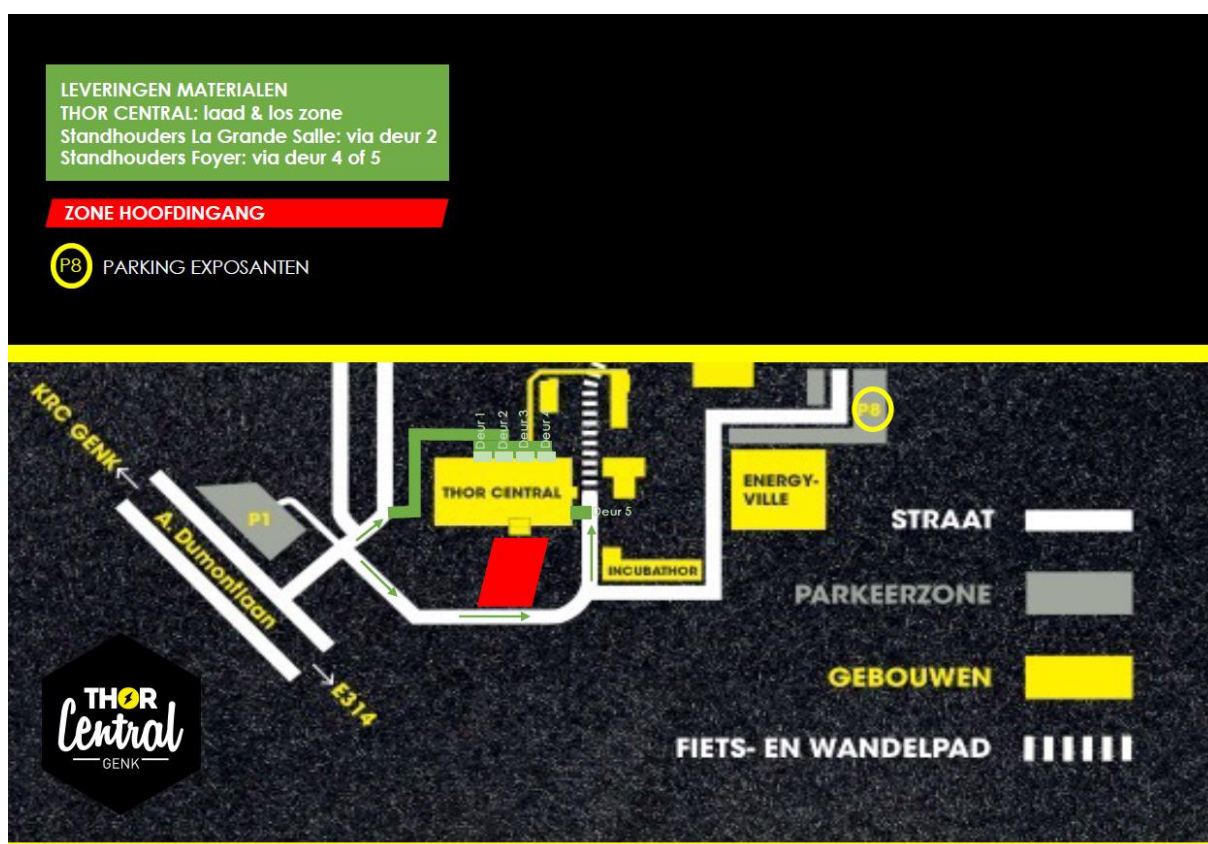 LEVERINGEN MATERIALEN
THOR CENTRAL: laad & los zone
Standhouders La Grande Salle: via deur 2
Standhouders Foyer: via deur 4 of 5
ZONE HOOFDINGANG
P8 PARKING EXPOSANTEN
KRC GENK
P8
Deur 1
Deur 2
Deur 3
Deur 4
THOR CENTRAL
ENERGY-
VILLE
P1
Deur 5
A. Dumontlaan
INCUBATHOR
E314
STRAAT
PARKEERZONE
GEBOUWEN
FIETS- EN WANDELPAD
THOR
Central
GENK